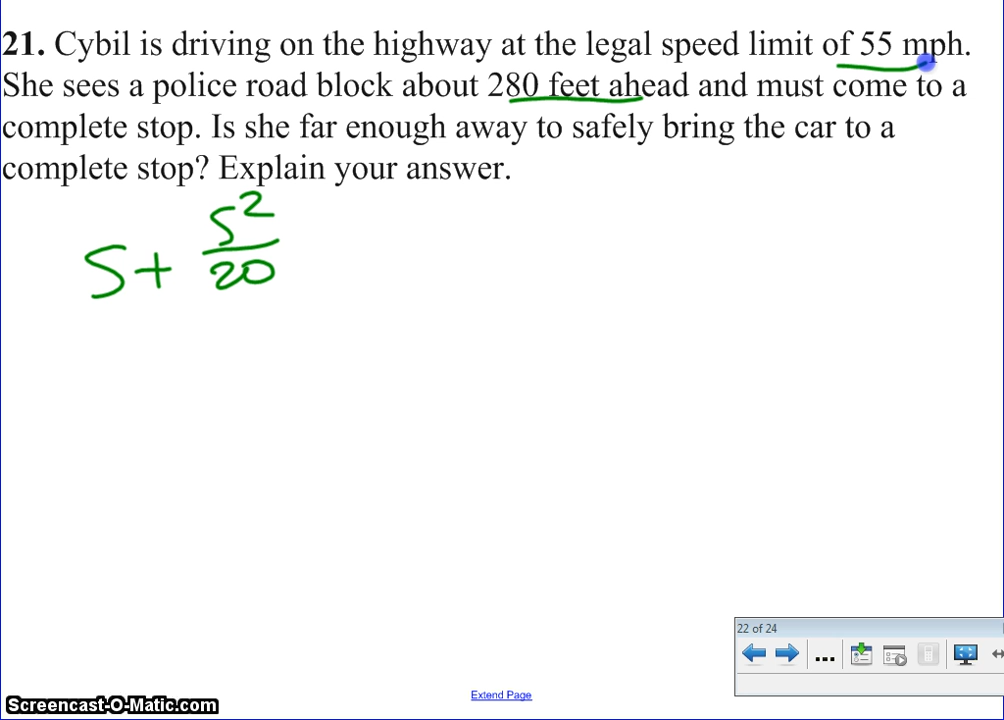 21. Cybil is driving on the highway at the legal speed limit of 55 mph.
She sees a police road block about 280 feet ahead and must come to a
complete stop. Is she far enough away to safely bring the car to a
complete stop? Explain your answer.
S + S²/20
22 of 24
...
Extend Page
Screencast-O-Matic.com